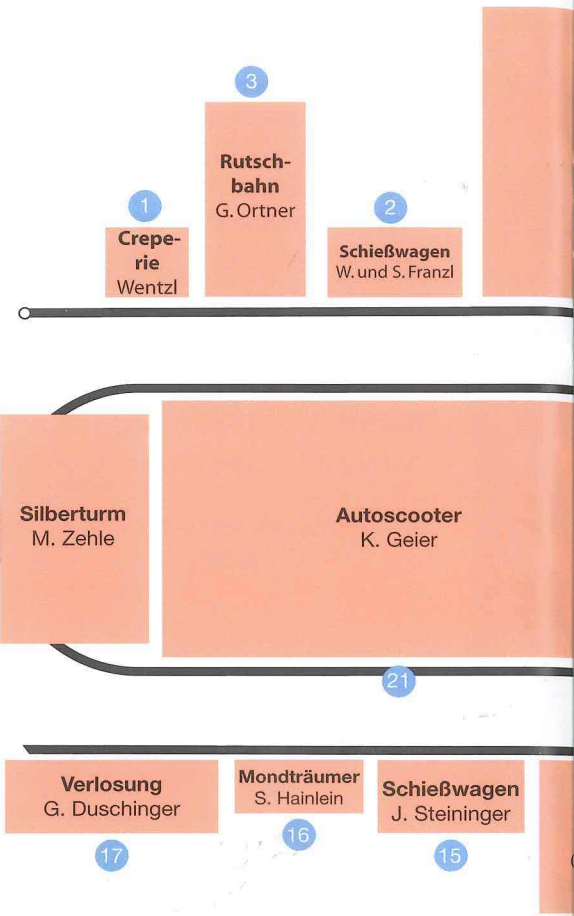 3
Rutsch-
bahn
G. Ortner
1
Crepe-
rie
Wentzl
2
Schießwagen
W. und S. Franzl
Silberturm
M. Zehle
Autoscooter
K. Geier
21
Verlosung
G. Duschinger
17
Mondträumer
S. Hainlein
16
Schießwagen
J. Steininger
15